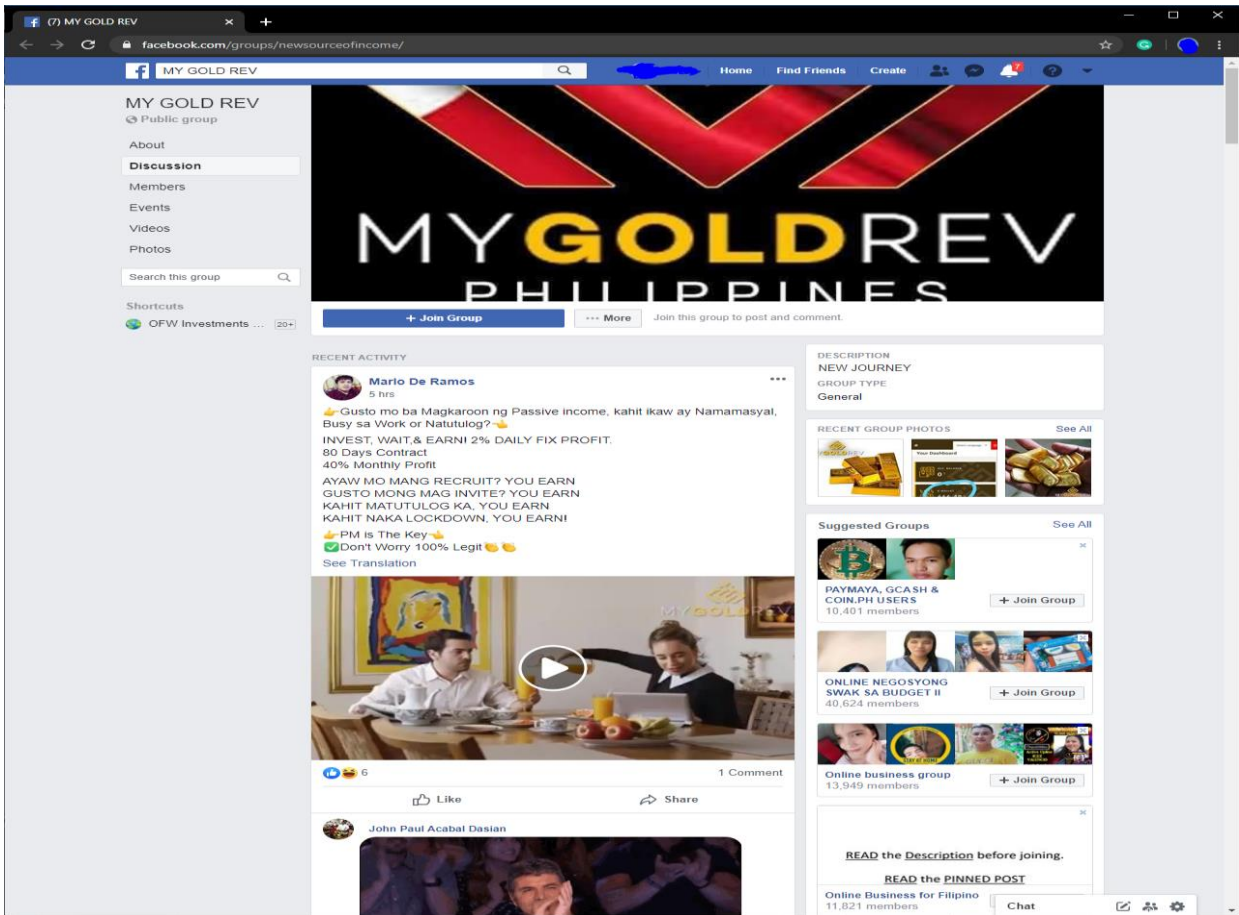 (7) MY GOLD REV
facebook.com/groups/newsourceofincome/
MY GOLD REV
Home
Find Friends
Create
7
MY GOLD REV
Public group
About
Discussion
Members
Events
Videos
Photos
Search this group
Shortcuts
OFW Investments ... 20+
MYGOLDREV
PHILIPPINES
+ Join Group
··· More
Join this group to post and comment.
RECENT ACTIVITY
Mario De Ramos
5 hrs
👉Gusto mo ba Magkaroon ng Passive income, kahit ikaw ay Namamasyal,
Busy sa Work or Natutulog?👈
INVEST, WAIT,& EARN! 2% DAILY FIX PROFIT.
80 Days Contract
40% Monthly Profit
AYAW MO MANG RECRUIT? YOU EARN
GUSTO MONG MAG INVITE? YOU EARN
KAHIT MATUTULOG KA, YOU EARN
KAHIT NAKA LOCKDOWN, YOU EARN!
👉PM is The Key👈
✅Don't Worry 100% Legit👏👏
See Translation
MYGOLDREV
6
1 Comment
Like
Share
John Paul Acabal Dasian
DESCRIPTION
NEW JOURNEY
GROUP TYPE
General
RECENT GROUP PHOTOS
See All
Your Dashboard
MYGOLDREV
Suggested Groups
See All
PAYMAYA, GCASH &
COIN.PH USERS
10,401 members
+ Join Group
ONLINE NEGOSYONG
SWAK SA BUDGET II
40,624 members
+ Join Group
Online business group
13,949 members
+ Join Group
READ the Description before joining.
READ the PINNED POST
Online Business for Filipino
11,821 members
Chat